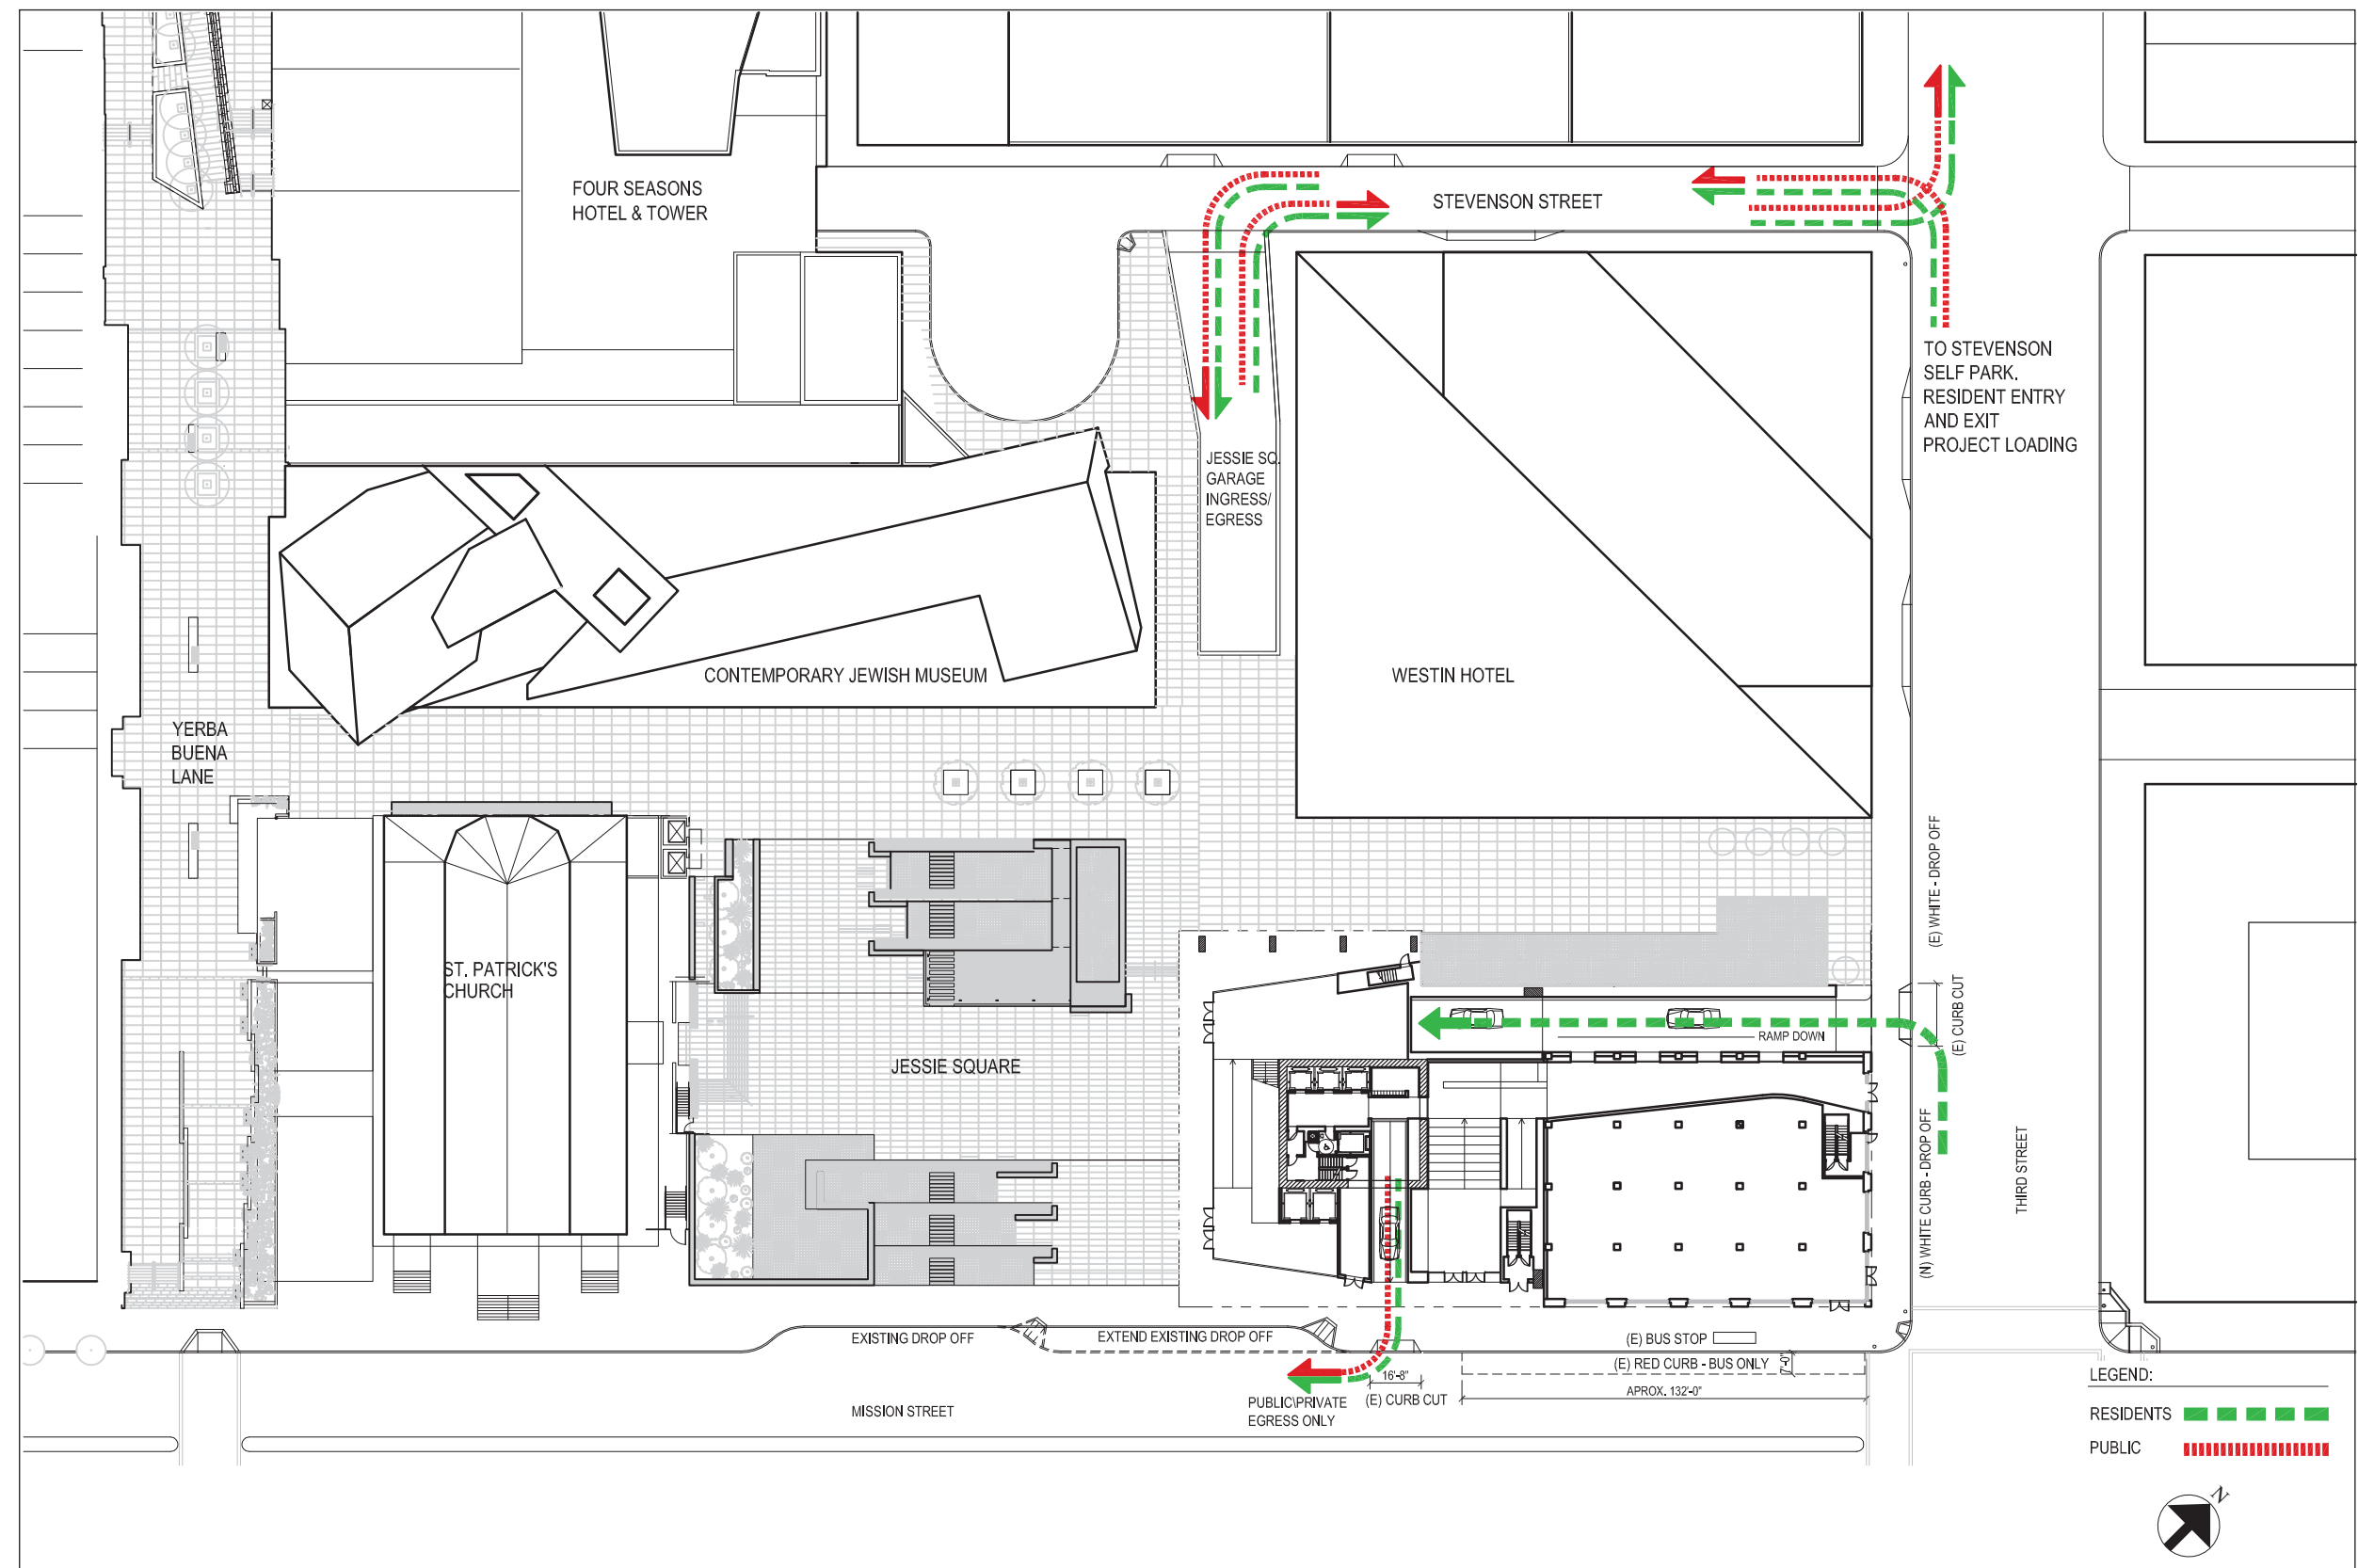 FOUR SEASONS
HOTEL & TOWER
STEVENSON STREET
TO STEVENSON
SELF PARK.
RESIDENT ENTRY
AND EXIT
PROJECT LOADING
JESSIE SQ.
GARAGE
INGRESS/
EGRESS
CONTEMPORARY JEWISH MUSEUM
WESTIN HOTEL
YERBA
BUENA
LANE
(E) WHITE - DROP OFF
ST. PATRICK'S
CHURCH
(E) CURB CUT
RAMP DOWN
JESSIE SQUARE
(N) WHITE CURB - DROP OFF
THIRD STREET
EXISTING DROP OFF
EXTEND EXISTING DROP OFF
(E) BUS STOP
(E) RED CURB - BUS ONLY
7'-0"
16'-8"
(E) CURB CUT
APROX. 132'-0"
PUBLIC\PRIVATE
EGRESS ONLY
MISSION STREET
LEGEND:
RESIDENTS
PUBLIC
N